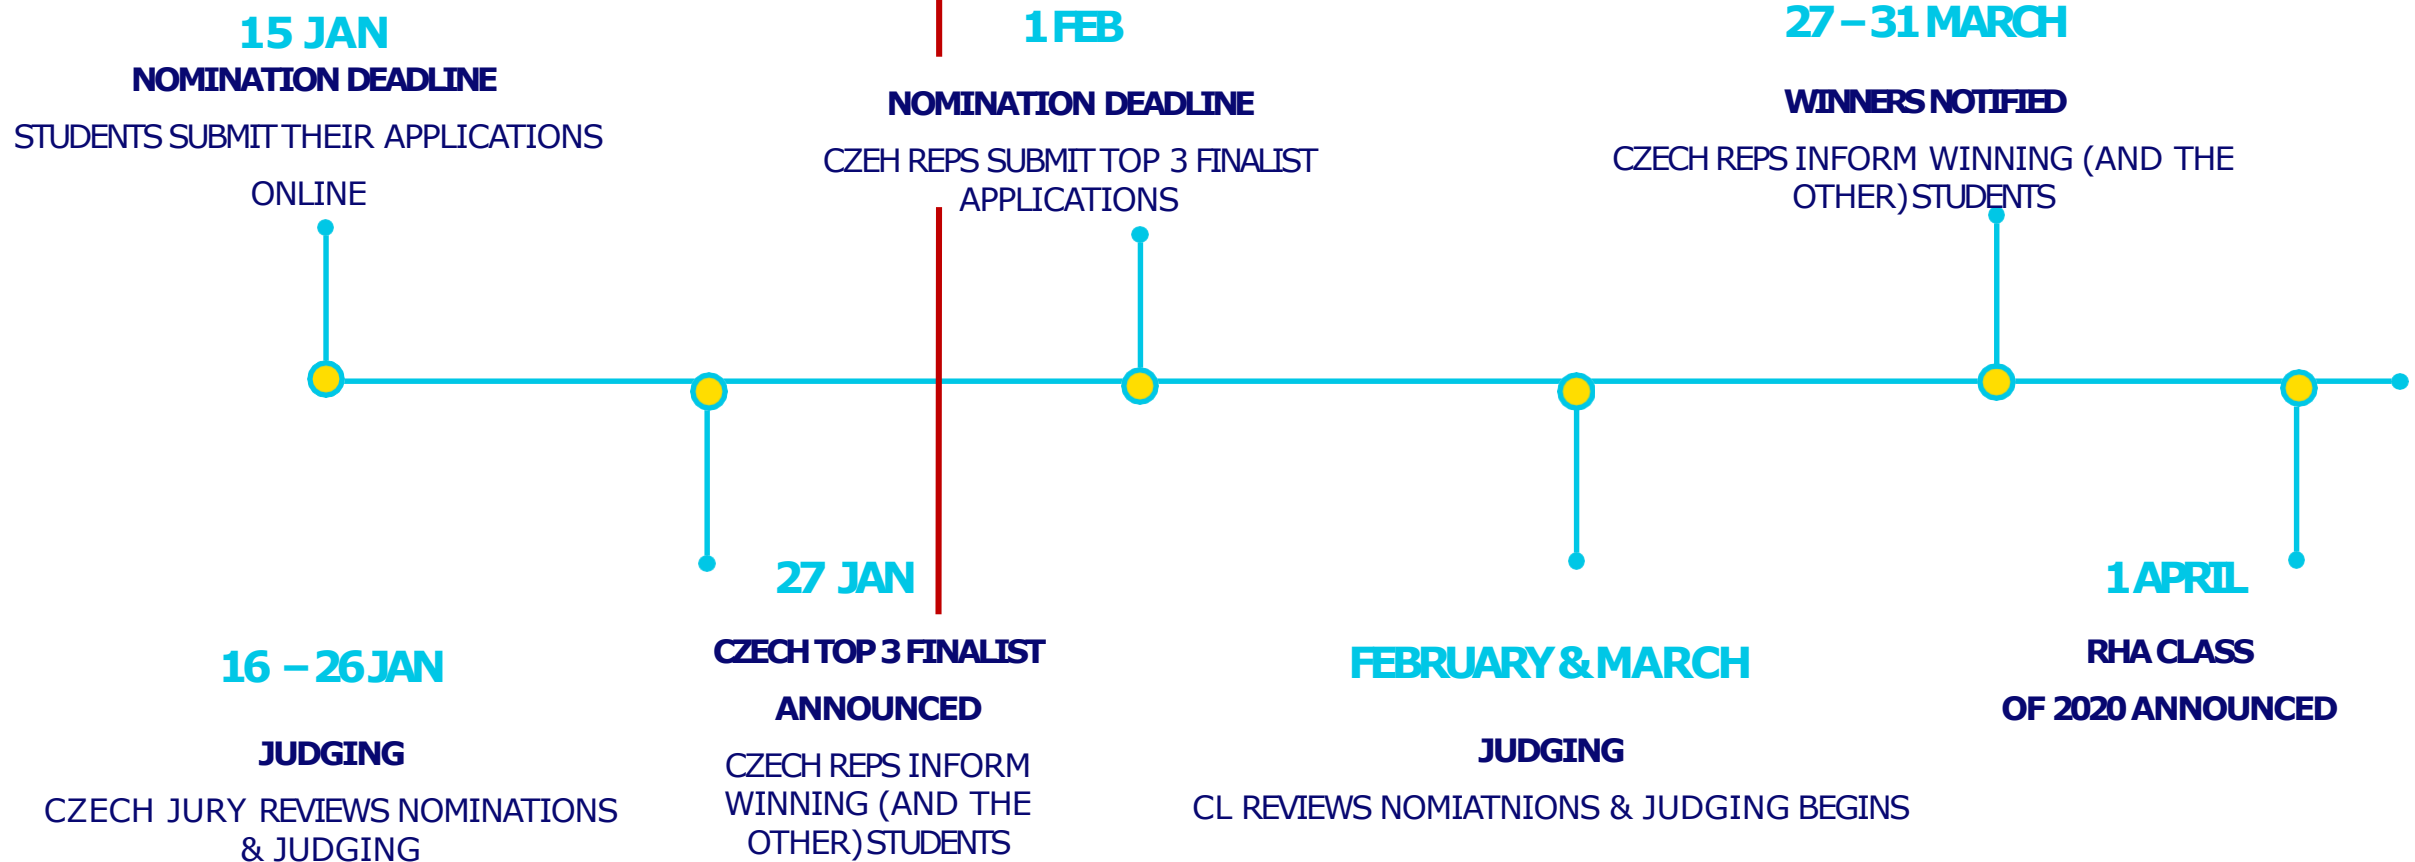 15 JAN
NOMINATION DEADLINE
STUDENTS SUBMIT THEIR APPLICATIONS
ONLINE
1 FEB
NOMINATION DEADLINE
CZEH REPS SUBMIT TOP 3 FINALIST
APPLICATIONS
27 – 31 MARCH
WINNERS NOTIFIED
CZECH REPS INFORM WINNING (AND THE
OTHER) STUDENTS
16 – 26 JAN
JUDGING
CZECH JURY REVIEWS NOMINATIONS
& JUDGING
27 JAN
CZECH TOP 3 FINALIST
ANNOUNCED
CZECH REPS INFORM
WINNING (AND THE
OTHER) STUDENTS
FEBRUARY & MARCH
JUDGING
CL REVIEWS NOMIATNIONS & JUDGING BEGINS
1 APRIL
RHA CLASS
OF 2020 ANNOUNCED